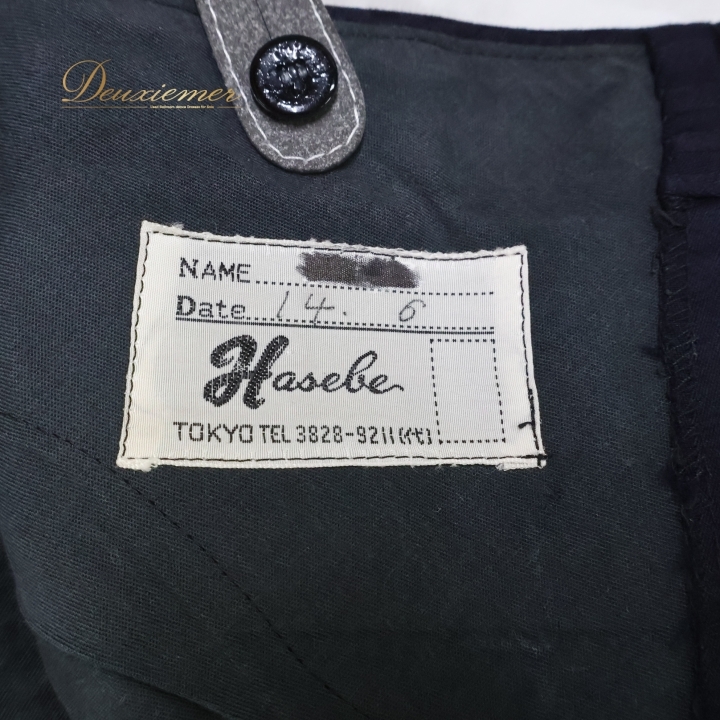 Deuxiemer
NAME
Date 14. 6
Hasebe
TOKYO TEL 3828-9211(代)